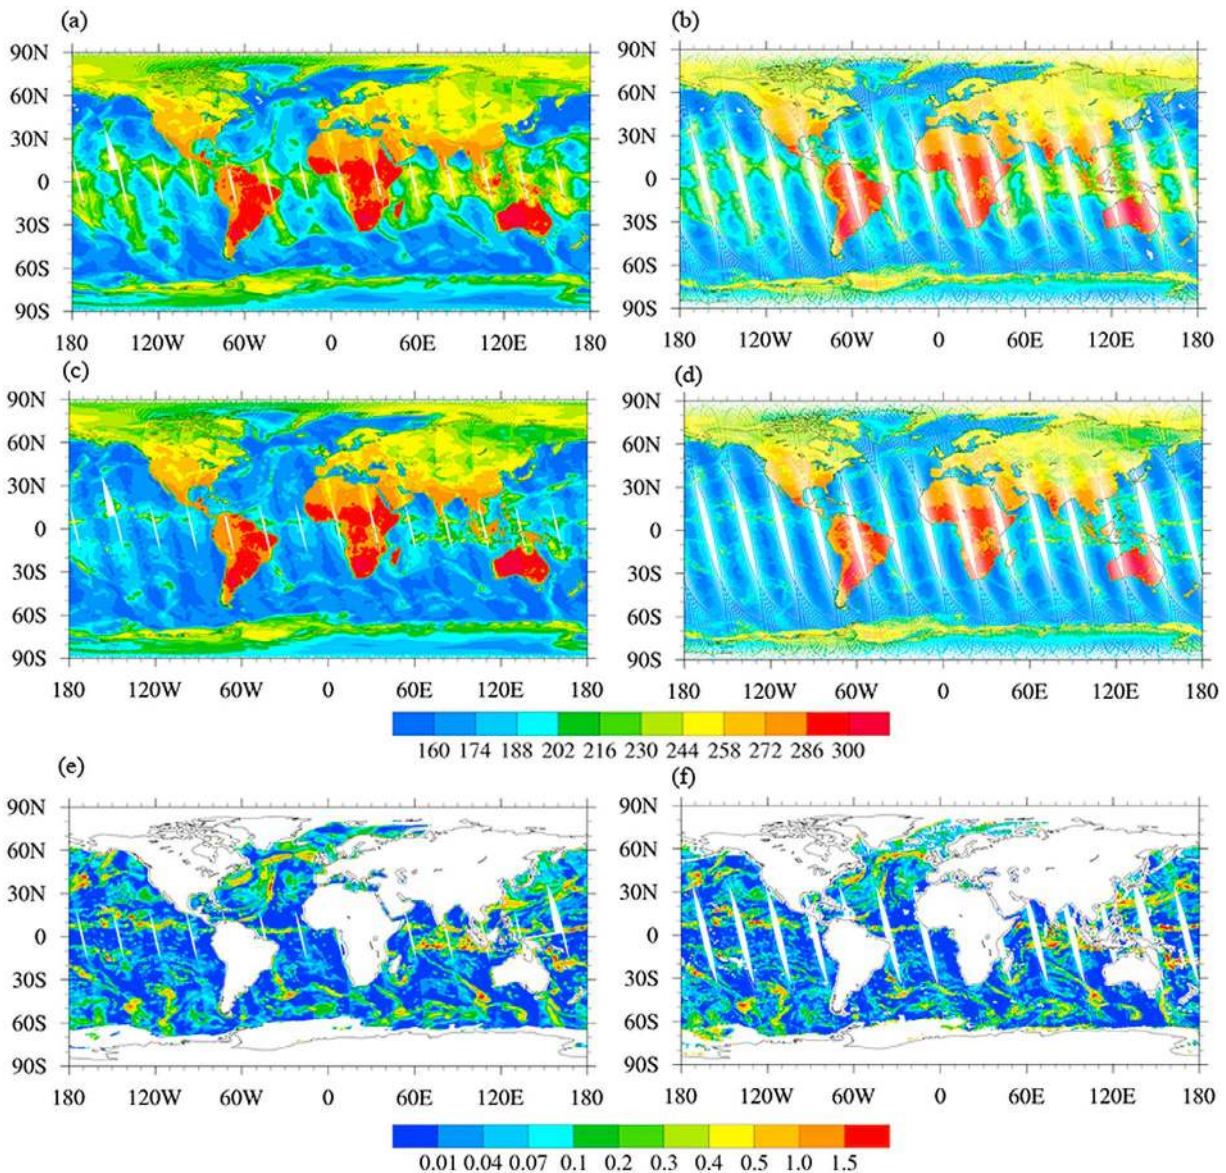 (a) (b)
90N 90N
60N 60N
30N 30N
0 0
30S 30S
60S 60S
90S 90S
180 120W 60W 0 60E 120E 180 180 120W 60W 0 60E 120E 180
(c) (d)
90N 90N
60N 60N
30N 30N
0 0
30S 30S
60S 60S
90S 90S
180 120W 60W 0 60E 120E 180 180 120W 60W 0 60E 120E 180
160 174 188 202 216 230 244 258 272 286 300
(e) (f)
90N 90N
60N 60N
30N 30N
0 0
30S 30S
60S 60S
90S 90S
180 120W 60W 0 60E 120E 180 180 120W 60W 0 60E 120E 180
0.01 0.04 0.07 0.1 0.2 0.3 0.4 0.5 1.0 1.5